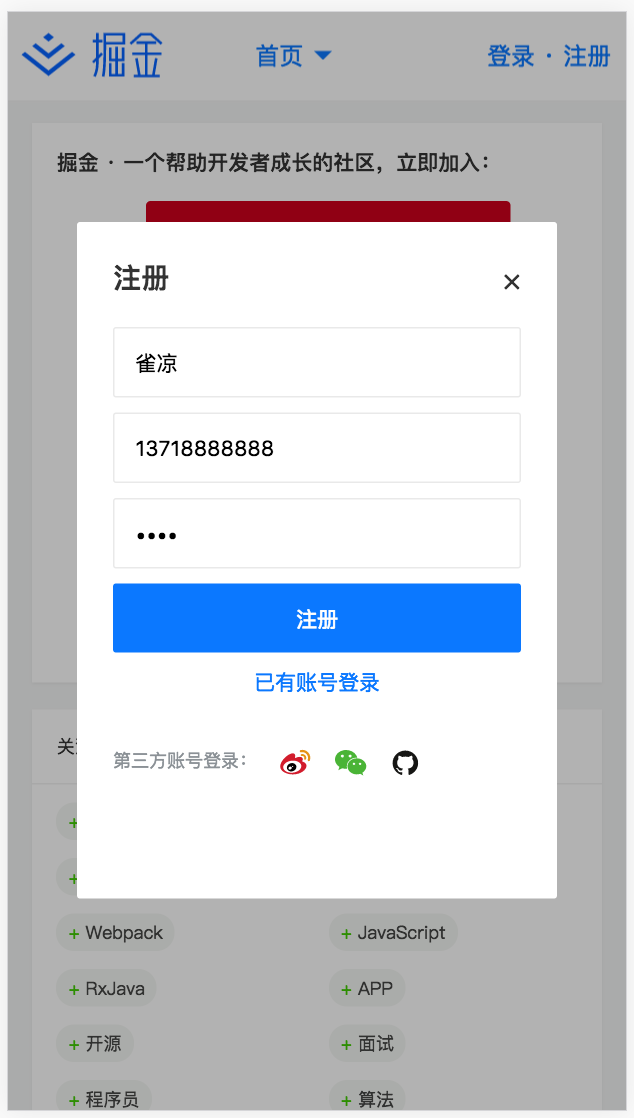 掘金 首页 登录 · 注册
掘金 · 一个帮助开发者成长的社区，立即加入：
注册 ×
雀凉
13718888888
••••
注册
已有账号登录
关
第三方账号登录：
+
+
+ Webpack + JavaScript
+ RxJava + APP
+ 开源 + 面试
+ 程序员 + 算法